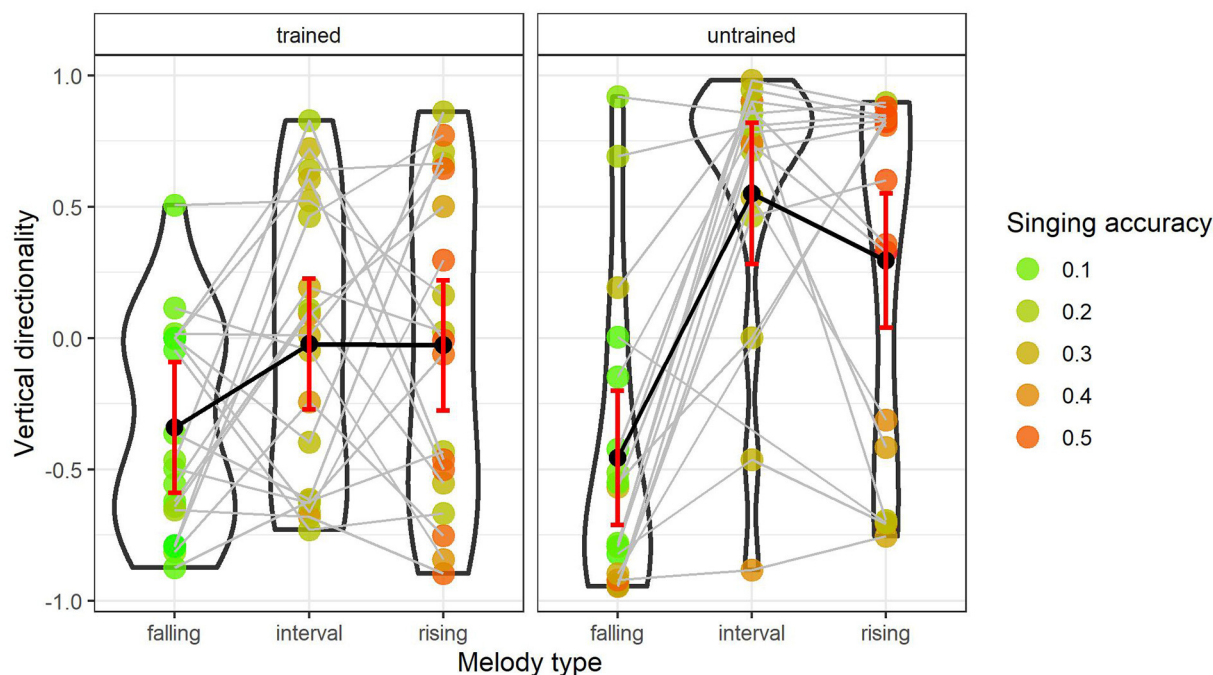 trained untrained
Vertical directionality
1.0
0.5
0.0
-0.5
-1.0
falling interval rising falling interval rising
Melody type
Singing accuracy
0.1
0.2
0.3
0.4
0.5